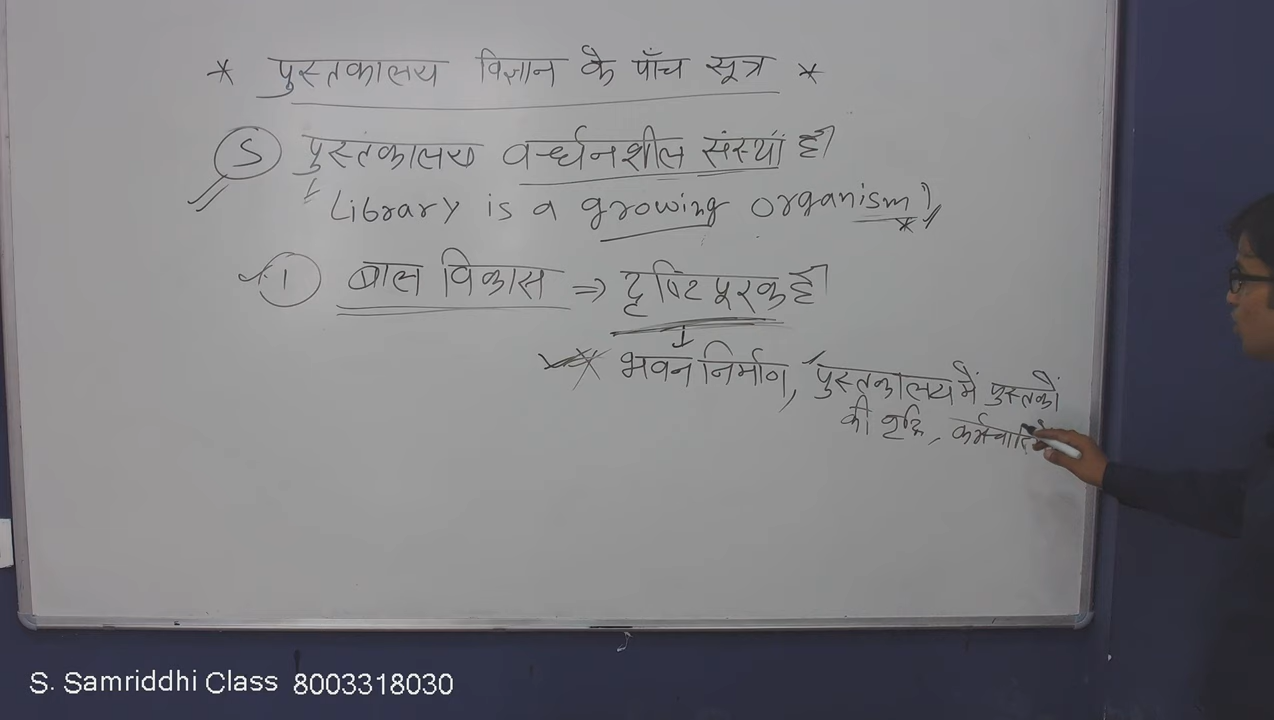 * पुस्तकालय विज्ञान के पाँच सूत्र *
5 पुस्तकालय वर्न्धनशील संस्था है
Library is a growing organism)
1 बाल विकास => दृष्टि पूरक है
भवन निर्माण, पुस्तकालय में पुस्तकों
की वृद्धि, कर्मचारि
S. Samriddhi Class 8003318030